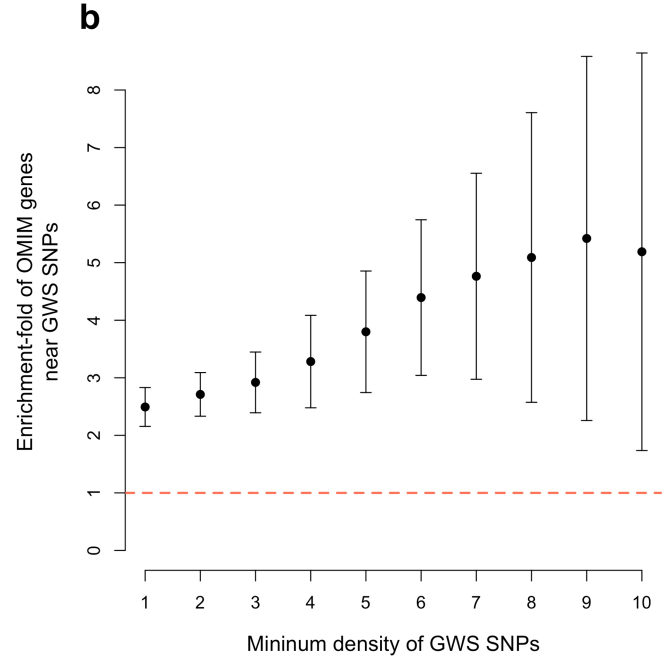 b
Enrichment-fold of OMIM genes
near GWS SNPs
8
7
6
5
4
3
2
1
0
1 2 3 4 5 6 7 8 9 10
Mininum density of GWS SNPs